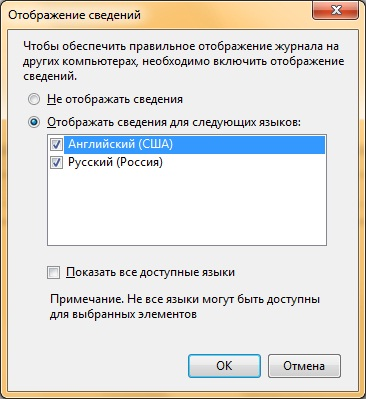 Отображение сведений
Чтобы обеспечить правильное отображение журнала на
других компьютерах, необходимо включить отображение
сведений.
Не отображать сведения
Отображать сведения для следующих языков:
Английский (США)
Русский (Россия)
Показать все доступные языки
Примечание. Не все языки могут быть доступны
для выбранных элементов
ОК
Отмена